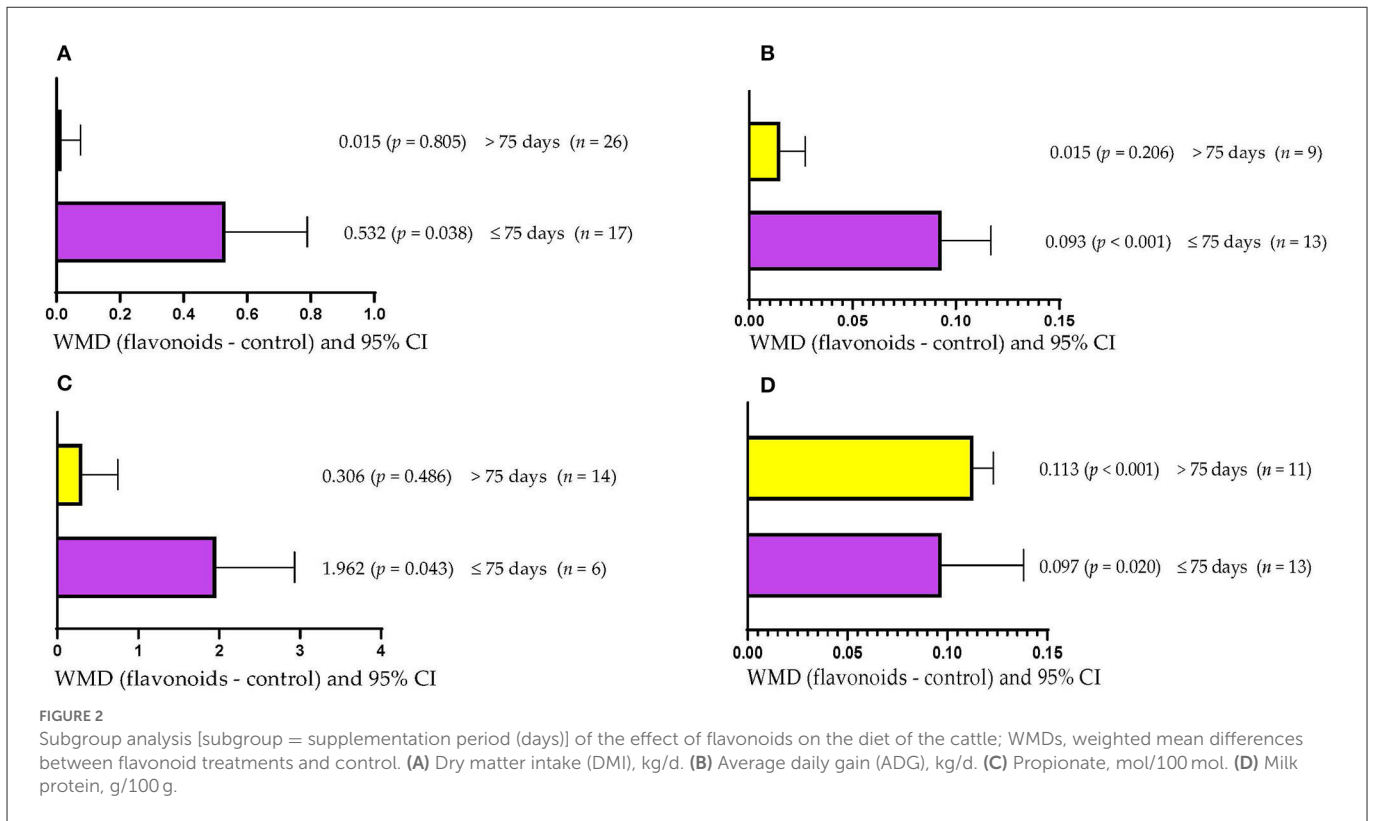 A
0.015 (p = 0.805) > 75 days (n = 26)
0.532 (p = 0.038) ≤ 75 days (n = 17)
0.0 0.2 0.4 0.6 0.8 1.0
WMD (flavonoids - control) and 95% CI
B
0.015 (p = 0.206) > 75 days (n = 9)
0.093 (p < 0.001) ≤ 75 days (n = 13)
0.00 0.05 0.10 0.15
WMD (flavonoids - control) and 95% CI
C
0.306 (p = 0.486) > 75 days (n = 14)
1.962 (p = 0.043) ≤ 75 days (n = 6)
0 1 2 3 4
WMD (flavonoids - control) and 95% CI
D
0.113 (p < 0.001) > 75 days (n = 11)
0.097 (p = 0.020) ≤ 75 days (n = 13)
0.00 0.05 0.10 0.15
WMD (flavonoids - control) and 95% CI
FIGURE 2
Subgroup analysis [subgroup = supplementation period (days)] of the effect of flavonoids on the diet of the cattle; WMDs, weighted mean differences
between flavonoid treatments and control. (A) Dry matter intake (DMI), kg/d. (B) Average daily gain (ADG), kg/d. (C) Propionate, mol/100 mol. (D) Milk
protein, g/100 g.